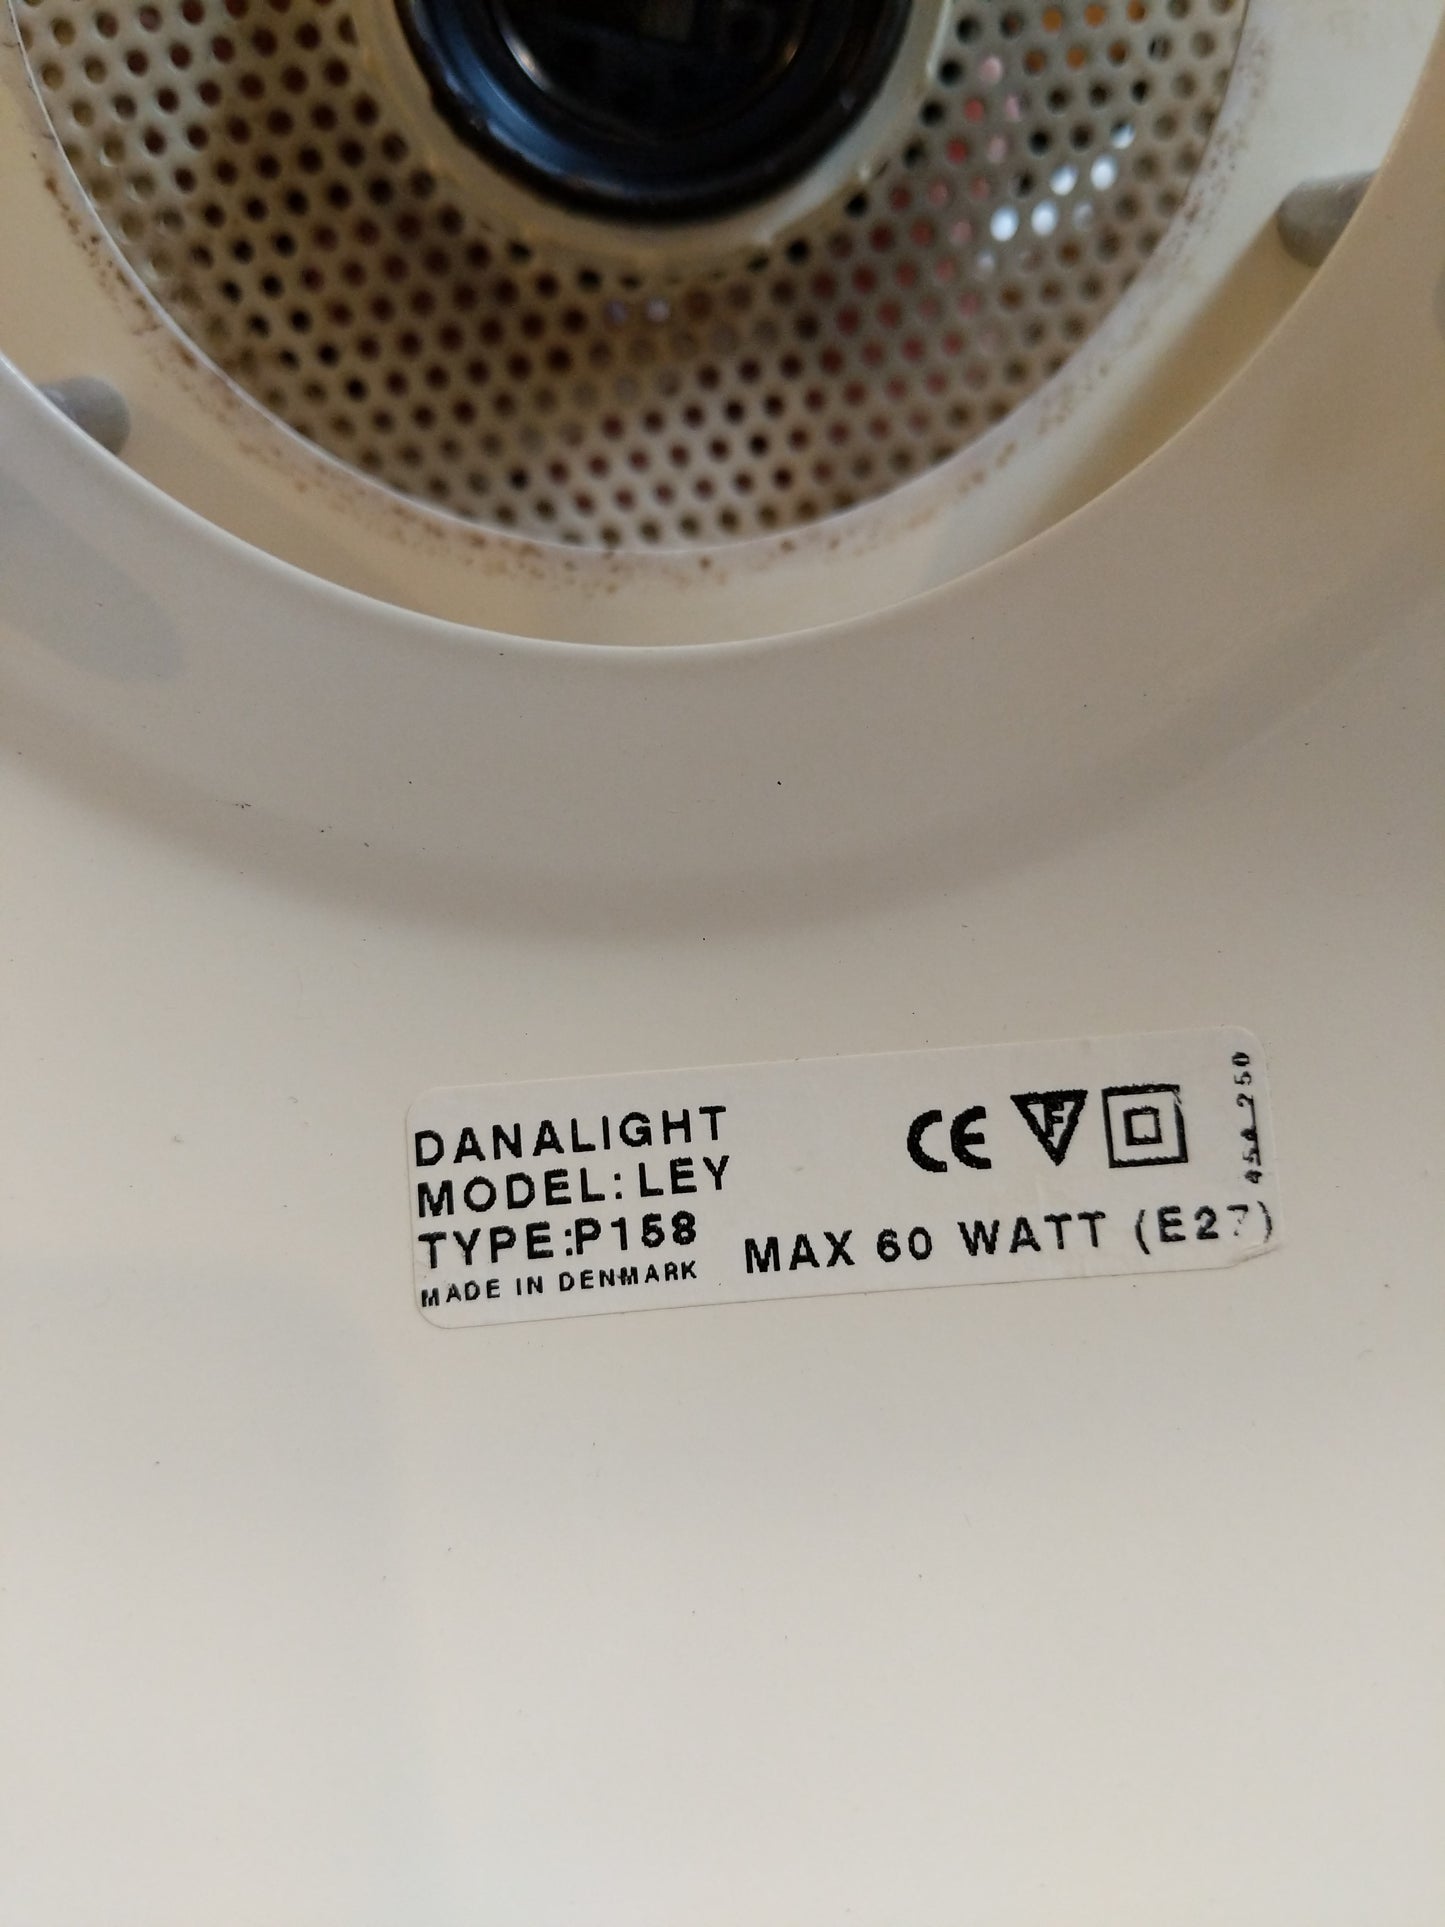 DANALIGHT
MODEL: LEY
TYPE:P158
MADE IN DENMARK
CE F
MAX 60 WATT (E27)